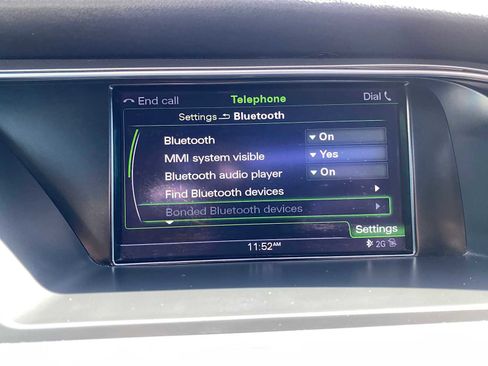 End call Telephone Dial
Settings Bluetooth
Bluetooth On
MMI system visible Yes
Bluetooth audio player On
Find Bluetooth devices
Bonded Bluetooth devices
Settings
11:52AM 2G